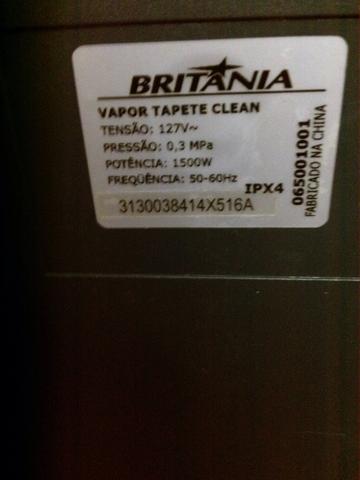 BRITANIA
VAPOR TAPETE CLEAN
TENSÃO: 127V~
PRESSÃO: 0,3 MPa
POTÊNCIA: 1500W
FREQÜÊNCIA: 50-60Hz
IPX4
3130038414X516A
065001001
FABRICADO NA CHINA